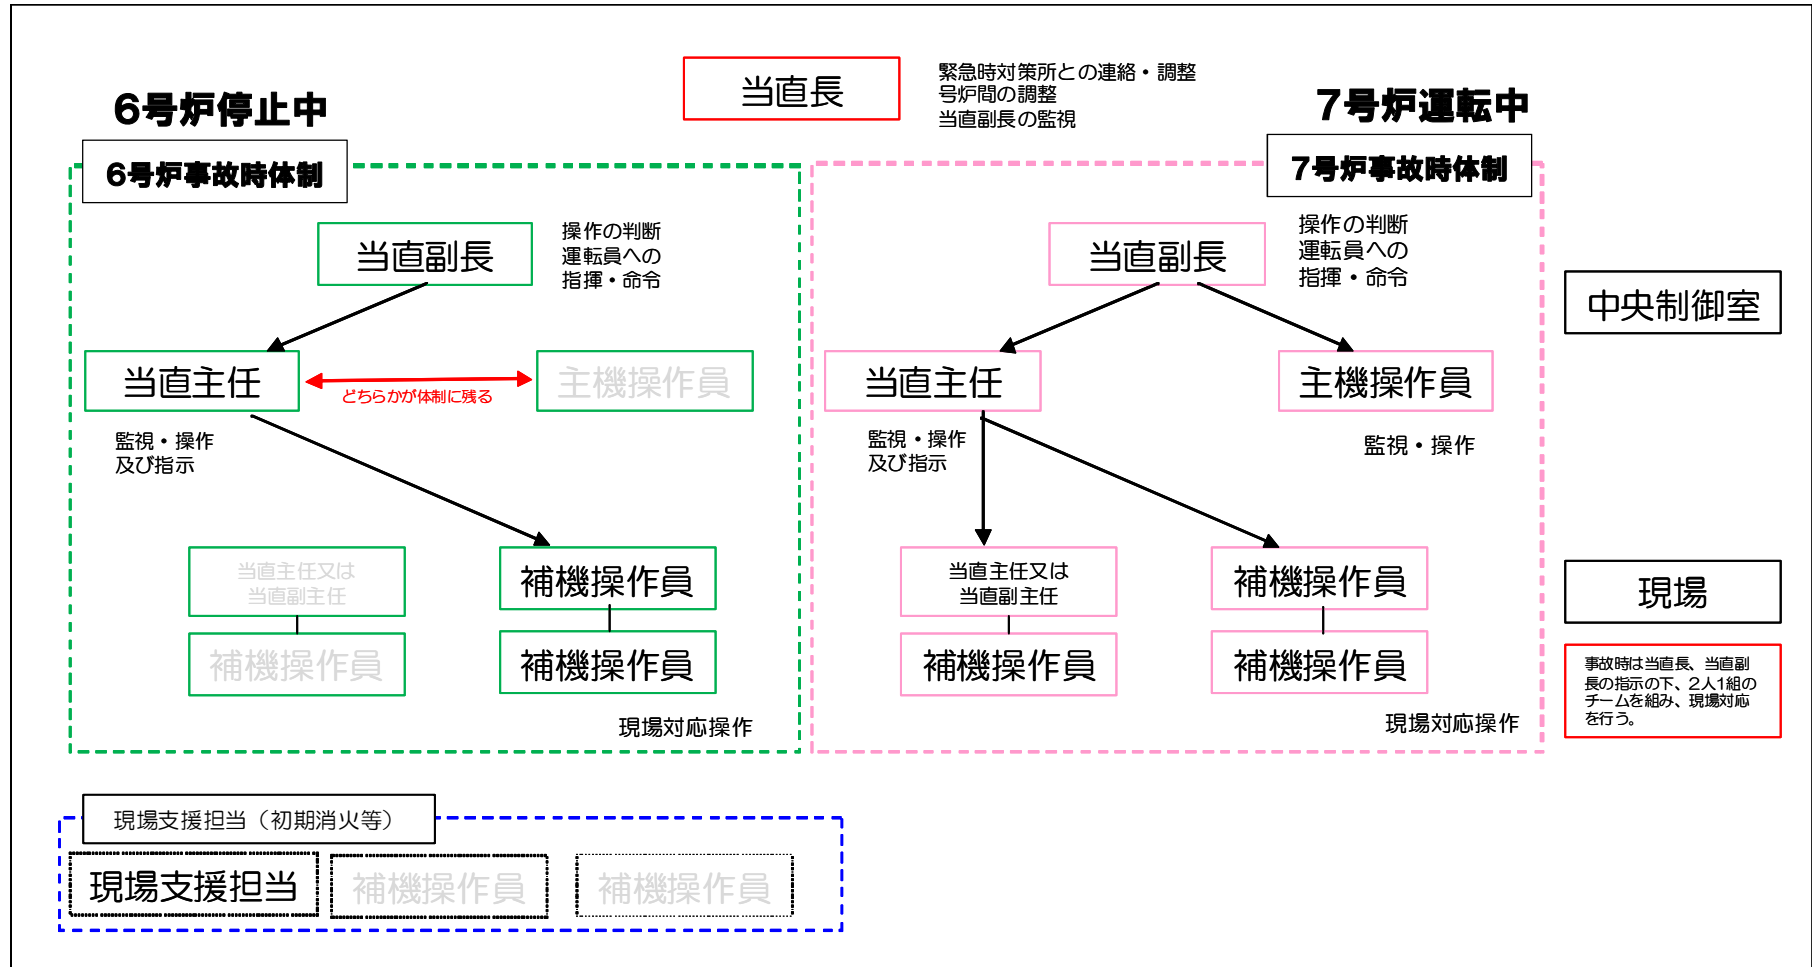 当直長
緊急時対策所との連絡・調整
号炉間の調整
当直副長の監視
6号炉停止中
7号炉運転中
6号炉事故時体制
当直副長
操作の判断
運転員への
指揮・命令
当直主任
どちらかが体制に残る
主機操作員
監視・操作
及び指示
当直主任又は
当直副主任
補機操作員
補機操作員
補機操作員
現場対応操作
7号炉事故時体制
当直副長
操作の判断
運転員への
指揮・命令
当直主任
主機操作員
監視・操作
及び指示
監視・操作
当直主任又は
当直副主任
補機操作員
補機操作員
補機操作員
現場対応操作
中央制御室
現場
事故時は当直長、当直副
長の指示の下、2人1組の
チームを組み、現場対応
を行う。
現場支援担当（初期消火等）
現場支援担当
補機操作員
補機操作員